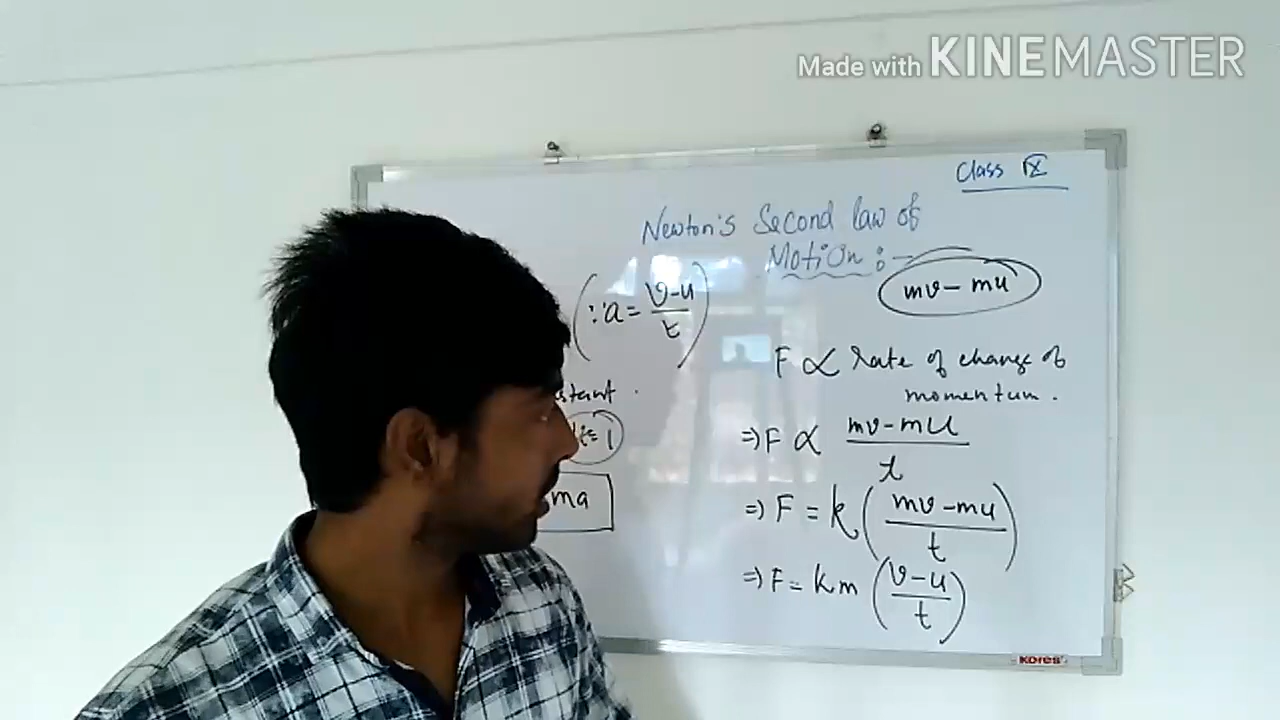 Made with KINEMASTER
Class IX
Newton's Second law of
Motion :-
mv - mu
F ∝ Rate of change of
momentum.
⇒ F ∝ mv - mu / t
⇒ F = k ( mv - mu / t )
⇒ F = km ( v - u / t )
( ∵ a = v - u / t )
= 1
ma
KORES